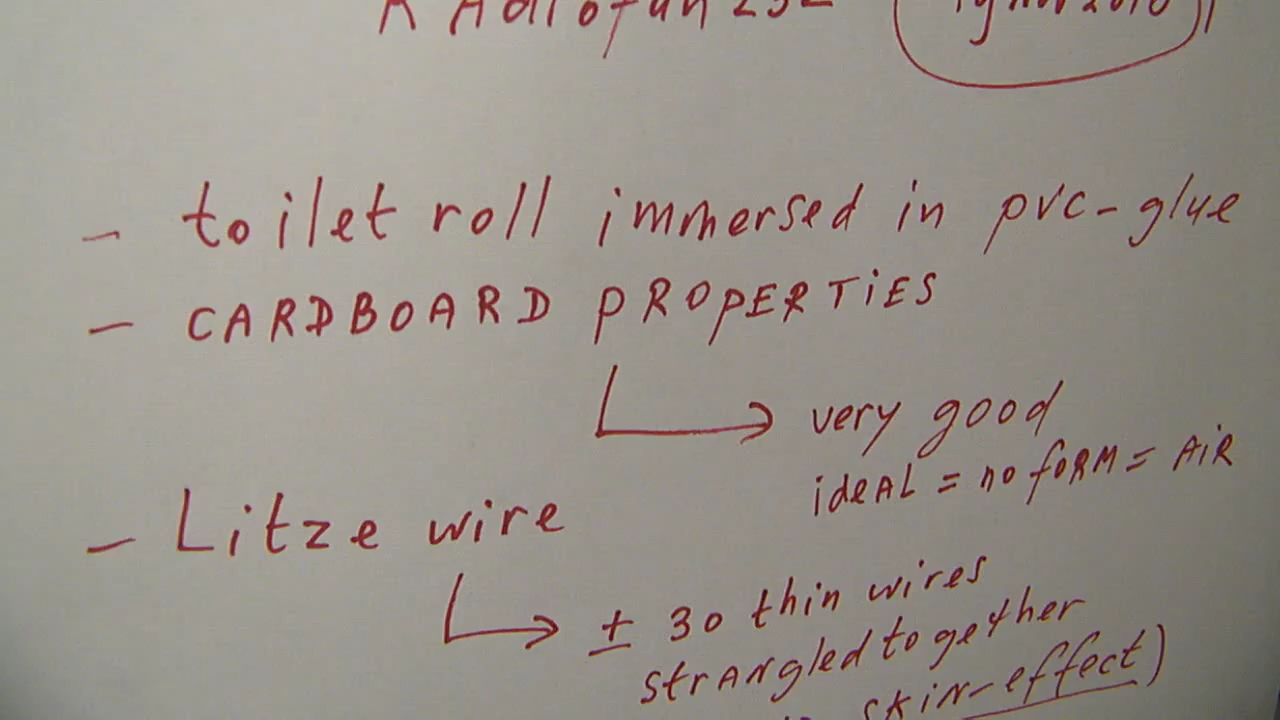 RAdiofun232
- toilet roll immersed in pvc-glue
- CARDBOARD PROPERTIES
very good
ideAL = no foRM = AiR
- Litze wire
± 30 thin wires
strAngled together
skin-effect)